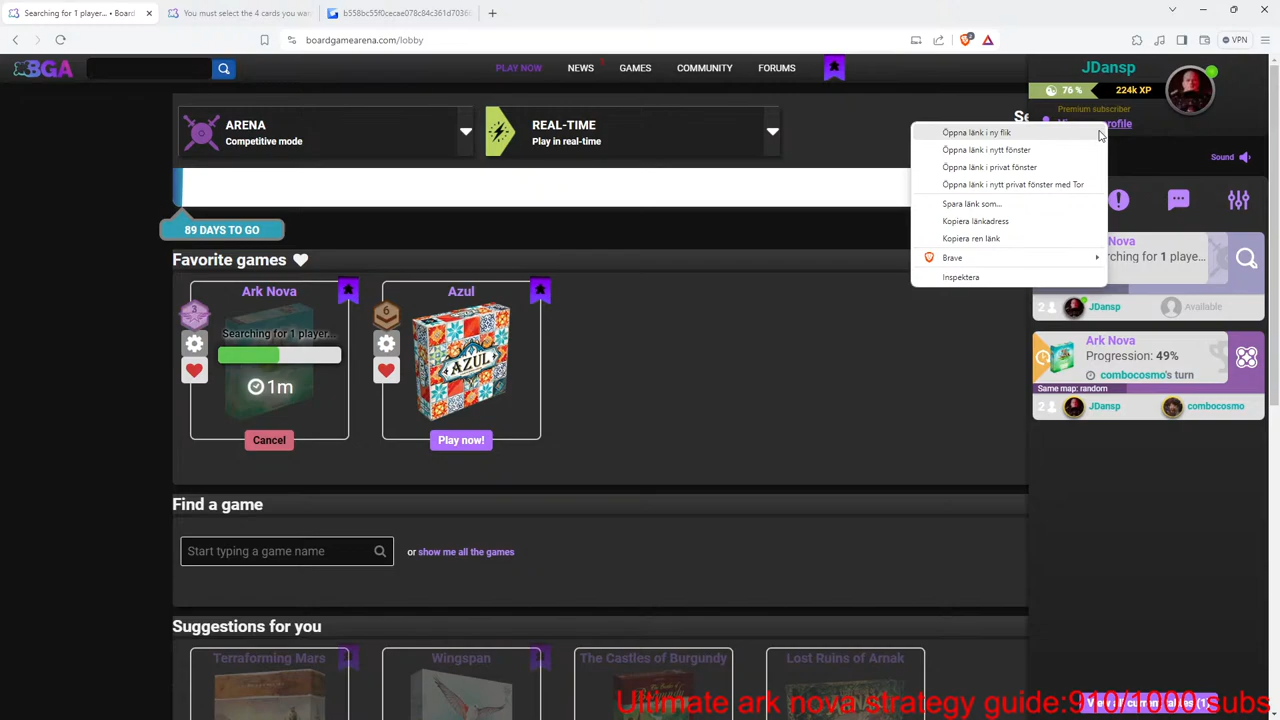 Searching for 1 player... • Board
You must select the 4 cards you wa
b558bc55f0cecae078c84c361d7036
boardgamearena.com/lobby
2
VPN
BGA
PLAY NOW
NEWS
GAMES
COMMUNITY
FORUMS
JDansp
76 %
224k XP
Premium subscriber
ARENA
Competitive mode
REAL-TIME
Play in real-time
Se
Öppna länk i ny flik
Öppna länk i nytt fönster
Öppna länk i privat fönster
Öppna länk i nytt privat fönster med Tor
Spara länk som...
Kopiera länkadress
Kopiera ren länk
Brave
Inspektera
Sound
89 DAYS TO GO
Favorite games
Ark Nova
Searching for 1 player...
1m
Cancel
Azul
6
AZUL
Play now!
Nova
ching for 1 playe...
2
JDansp
Available
Ark Nova
Progression: 49%
combocosmo's turn
Same map: random
2
JDansp
combocosmo
Find a game
Start typing a game name
or show me all the games
Suggestions for you
Terraforming Mars
Wingspan
The Castles of Burgundy
Lost Ruins of Arnak
Ultimate ark nova strategy guide:910/1000 subs